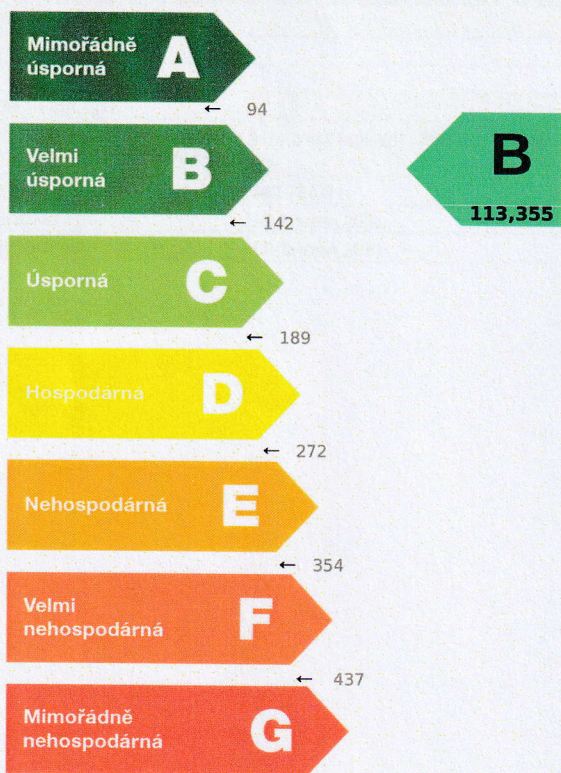 Mimořádně
úsporná
A
← 94
Velmi
úsporná
B
B
113,355
← 142
Úsporná
C
← 189
Hospodárná
D
← 272
Nehospodárná
E
← 354
Velmi
nehospodárná
F
← 437
Mimořádně
nehospodárná
G